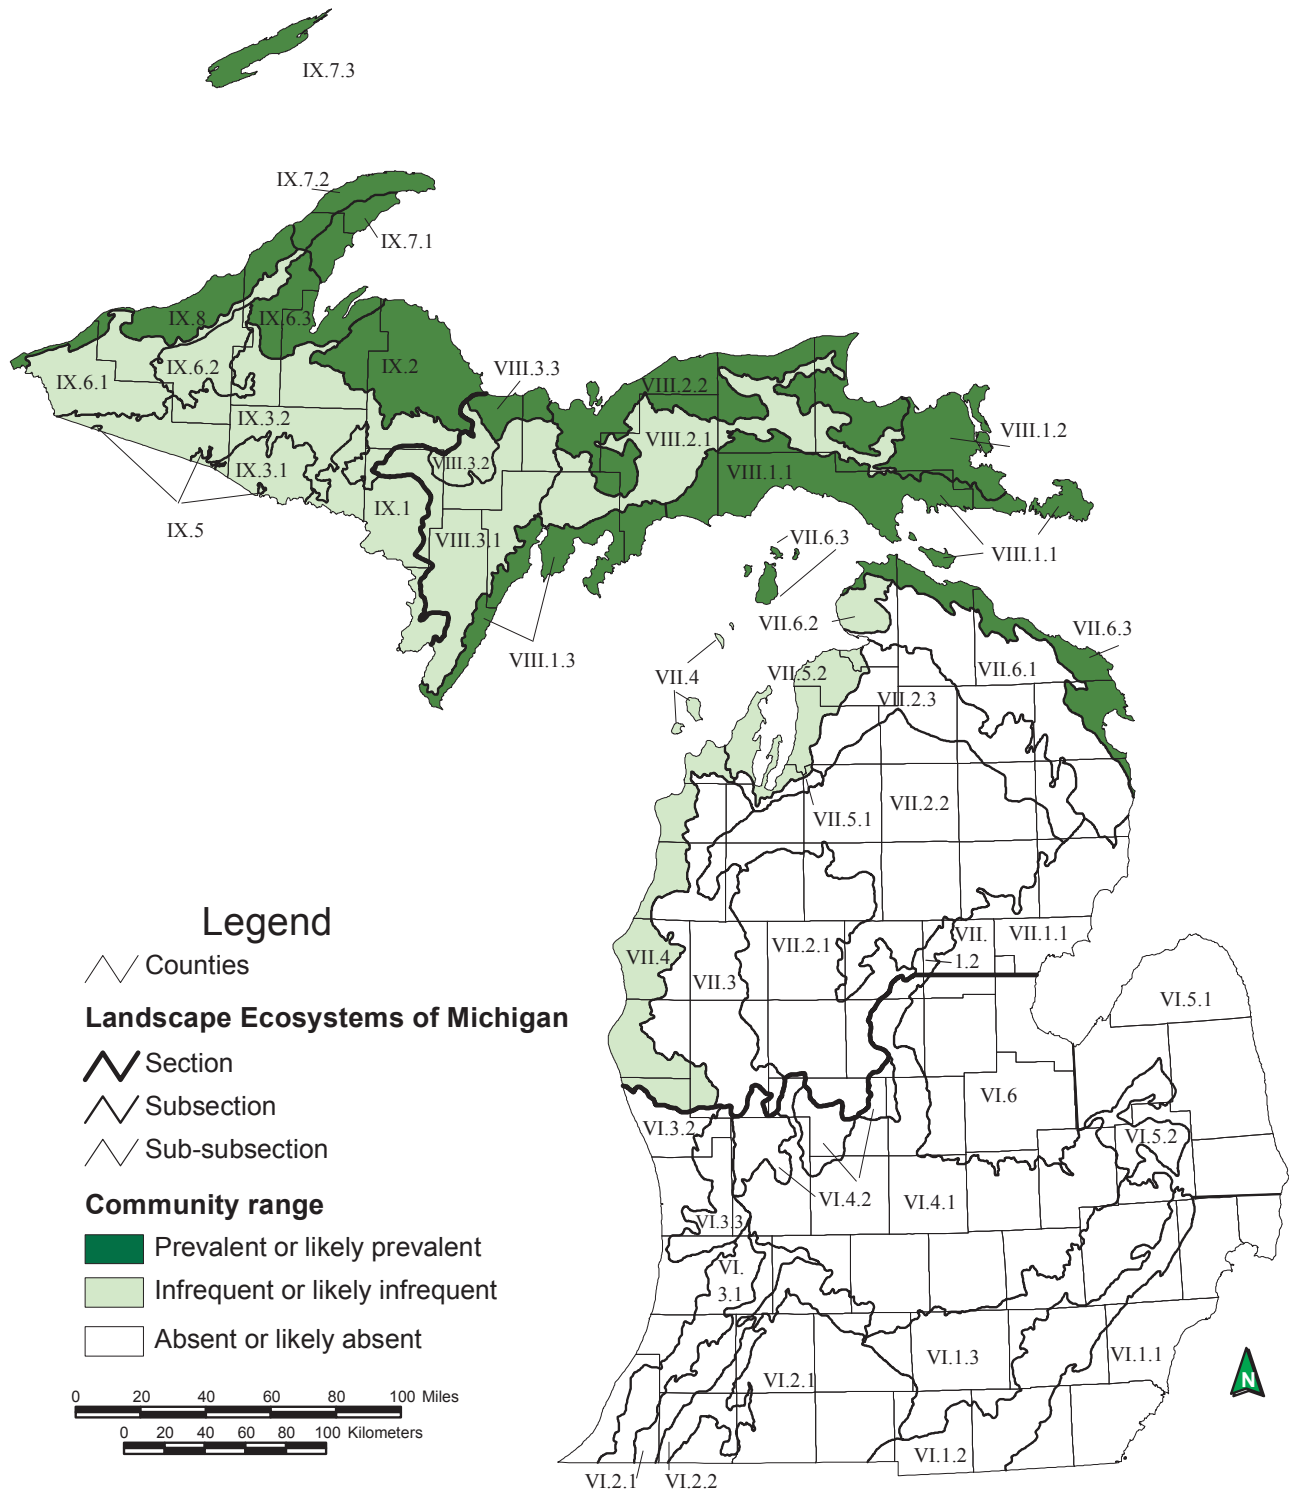 IX.7.3
IX.7.2
IX.7.1
IX.8
IX.6.3
IX.6.2
IX.6.1
IX.2
VIII.3.3
VIII.2.2
IX.3.2
VIII.2.1
VIII.1.2
IX.3.1
VIII.3.2
VIII.1.1
IX.1
IX.5
VIII.3.1
VII.6.3
VIII.1.1
VII.6.2
VII.6.3
VIII.1.3
VII.4
VII.5.2
VII.6.1
VII.2.3
VII.5.1
VII.2.2
VII.4
VII.3
VII.2.1
VII.
1.2
VII.1.1
VI.5.1
VI.6
VI.3.2
VI.5.2
VI.4.2
VI.4.1
VI.3.3
VI.
3.1
VI.1.3
VI.1.1
VI.2.1
VI.1.2
VI.2.1
VI.2.2
Legend
Counties
Landscape Ecosystems of Michigan
Section
Subsection
Sub-subsection
Community range
Prevalent or likely prevalent
Infrequent or likely infrequent
Absent or likely absent
0 20 40 60 80 100 Miles
0 20 40 60 80 100 Kilometers
N